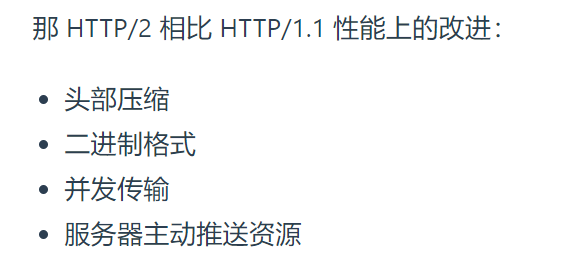 那 HTTP/2 相比 HTTP/1.1 性能上的改进：
• 头部压缩
• 二进制格式
• 并发传输
• 服务器主动推送资源